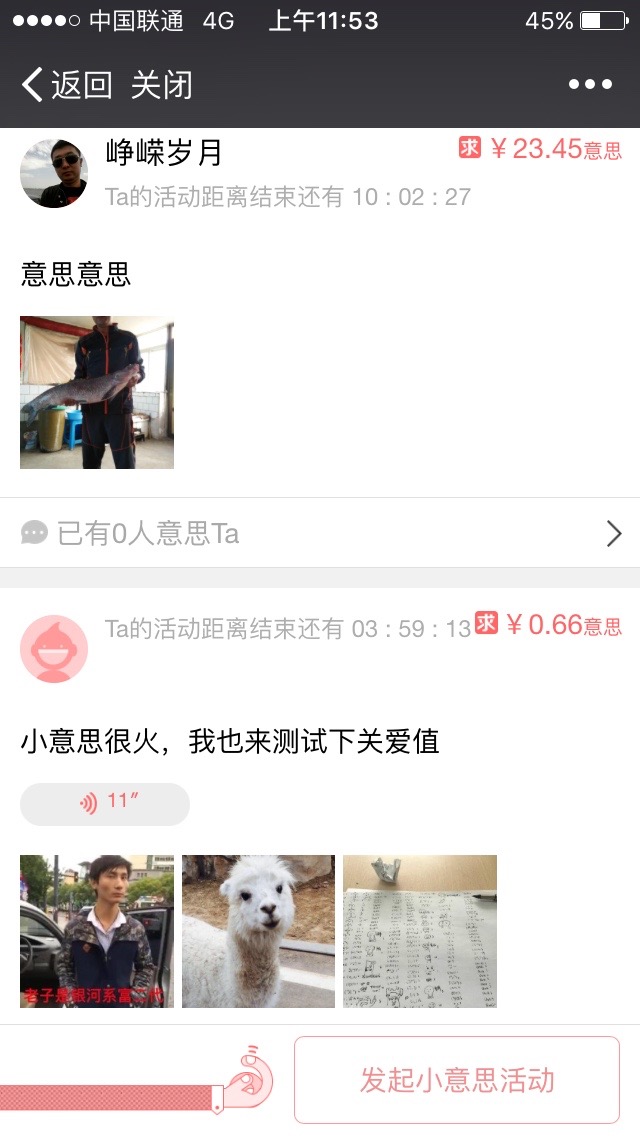 中国联通 4G 上午11:53 45%
返回 关闭
峥嵘岁月 求 ¥23.45意思
Ta的活动距离结束还有 10 : 02 : 27
意思意思
已有0人意思Ta
Ta的活动距离结束还有 03 : 59 : 13 求 ¥0.66意思
小意思很火，我也来测试下关爱值
11″
老子是银河系富二代
发起小意思活动